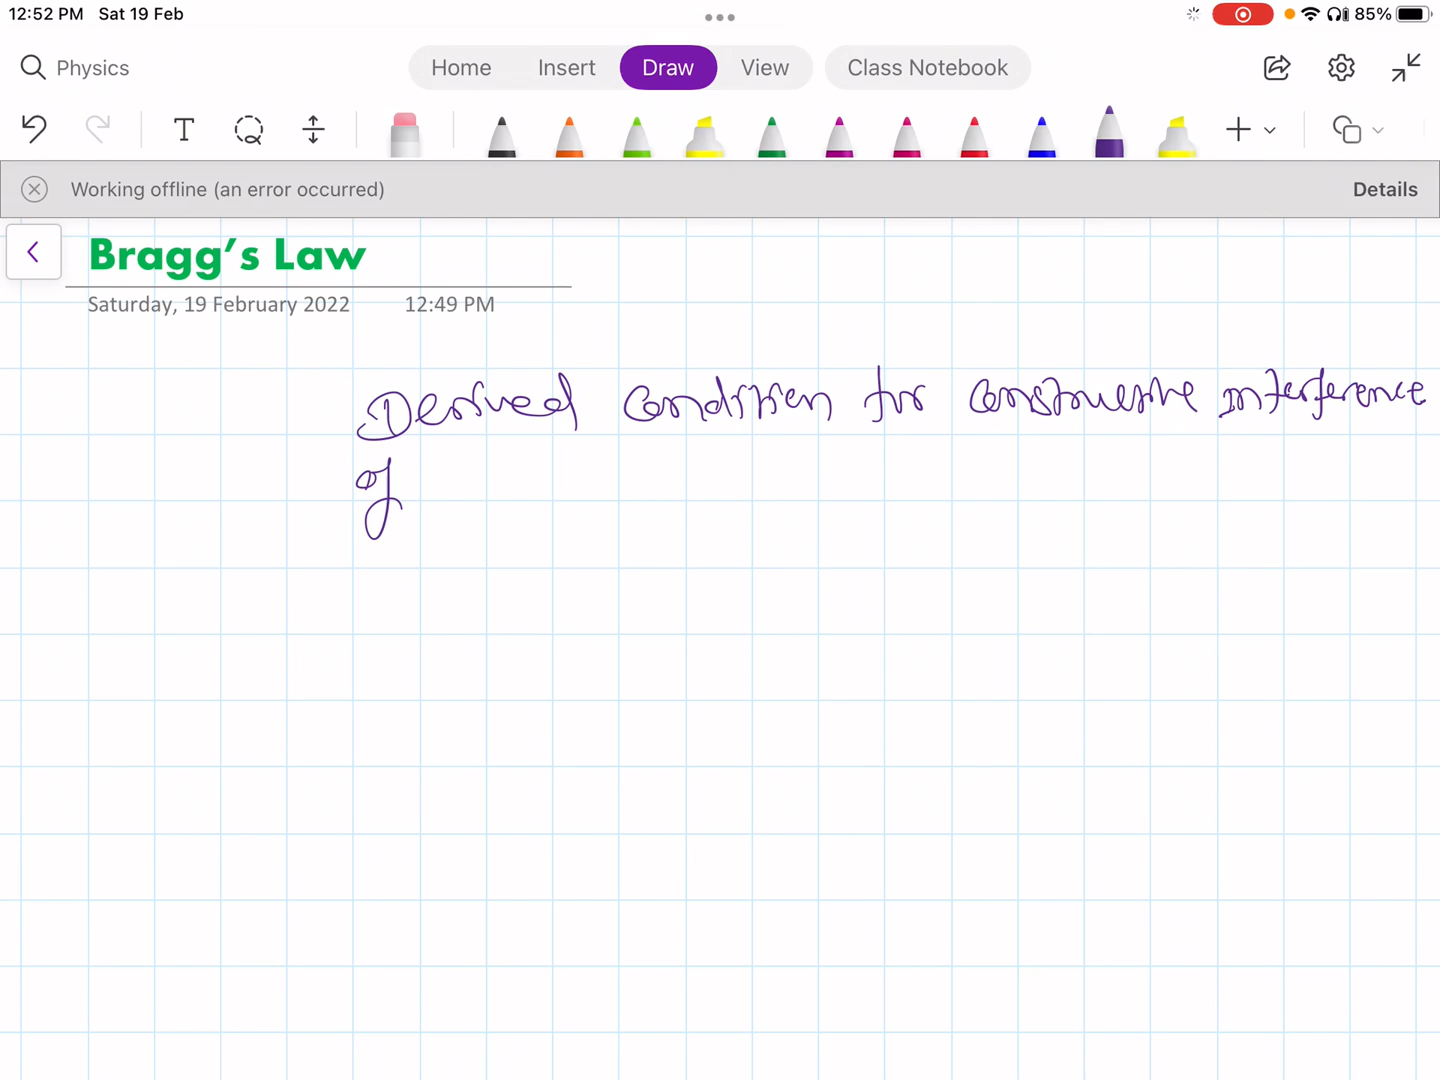 12:52 PM Sat 19 Feb
85%
Physics
Home Insert Draw View Class Notebook
T
Working offline (an error occurred) Details
Bragg's Law
Saturday, 19 February 2022 12:49 PM
Derived condition for constructive interference
of